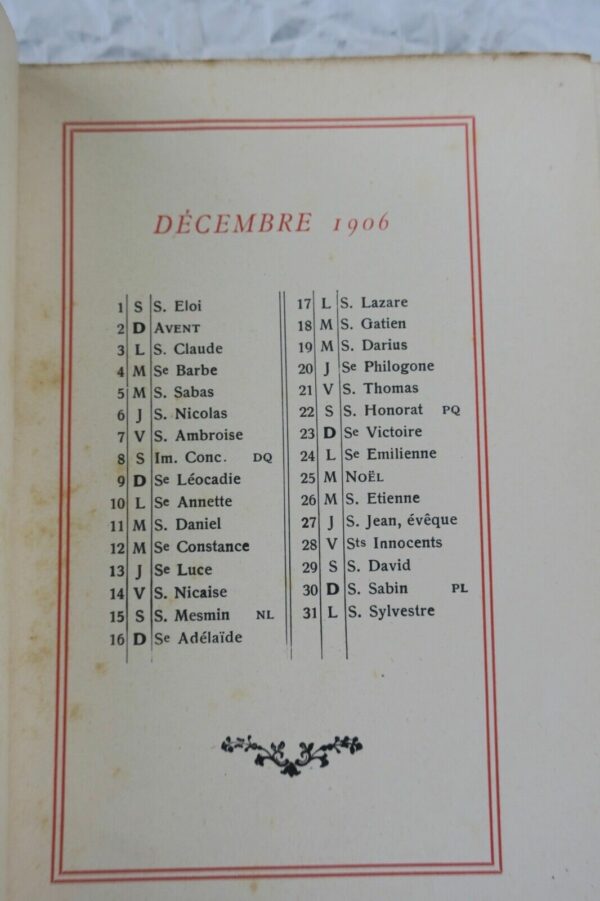 DÉCEMBRE 1906
1 S S. Eloi
2 D AVENT
3 L S. Claude
4 M Se Barbe
5 M S. Sabas
6 J S. Nicolas
7 V S. Ambroise
8 S Im. Conc. DQ
9 D Se Léocadie
10 L Se Annette
11 M S. Daniel
12 M Se Constance
13 J Se Luce
14 V S. Nicaise
15 S S. Mesmin NL
16 D Se Adélaïde
17 L S. Lazare
18 M S. Gatien
19 M S. Darius
20 J Se Philogone
21 V S. Thomas
22 S S. Honorat PQ
23 D Se Victoire
24 L Se Emilienne
25 M NOËL
26 M S. Etienne
27 J S. Jean, évêque
28 V Sts Innocents
29 S S. David
30 D S. Sabin PL
31 L S. Sylvestre